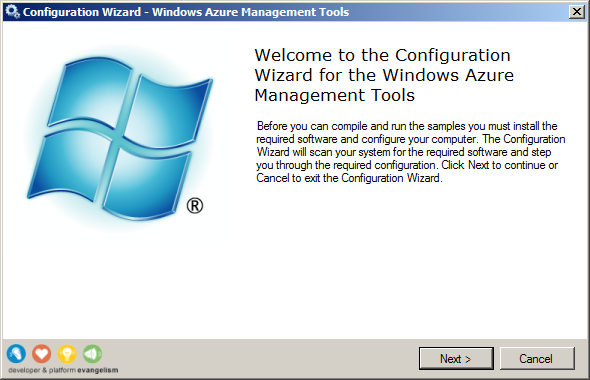 Configuration Wizard - Windows Azure Management Tools
Welcome to the Configuration
Wizard for the Windows Azure
Management Tools
Before you can compile and run the samples you must install the
required software and configure your computer. The Configuration
Wizard will scan your system for the required software and step
you through the required configuration. Click Next to continue or
Cancel to exit the Configuration Wizard.
®
developer & platform evangelism
Next >
Cancel